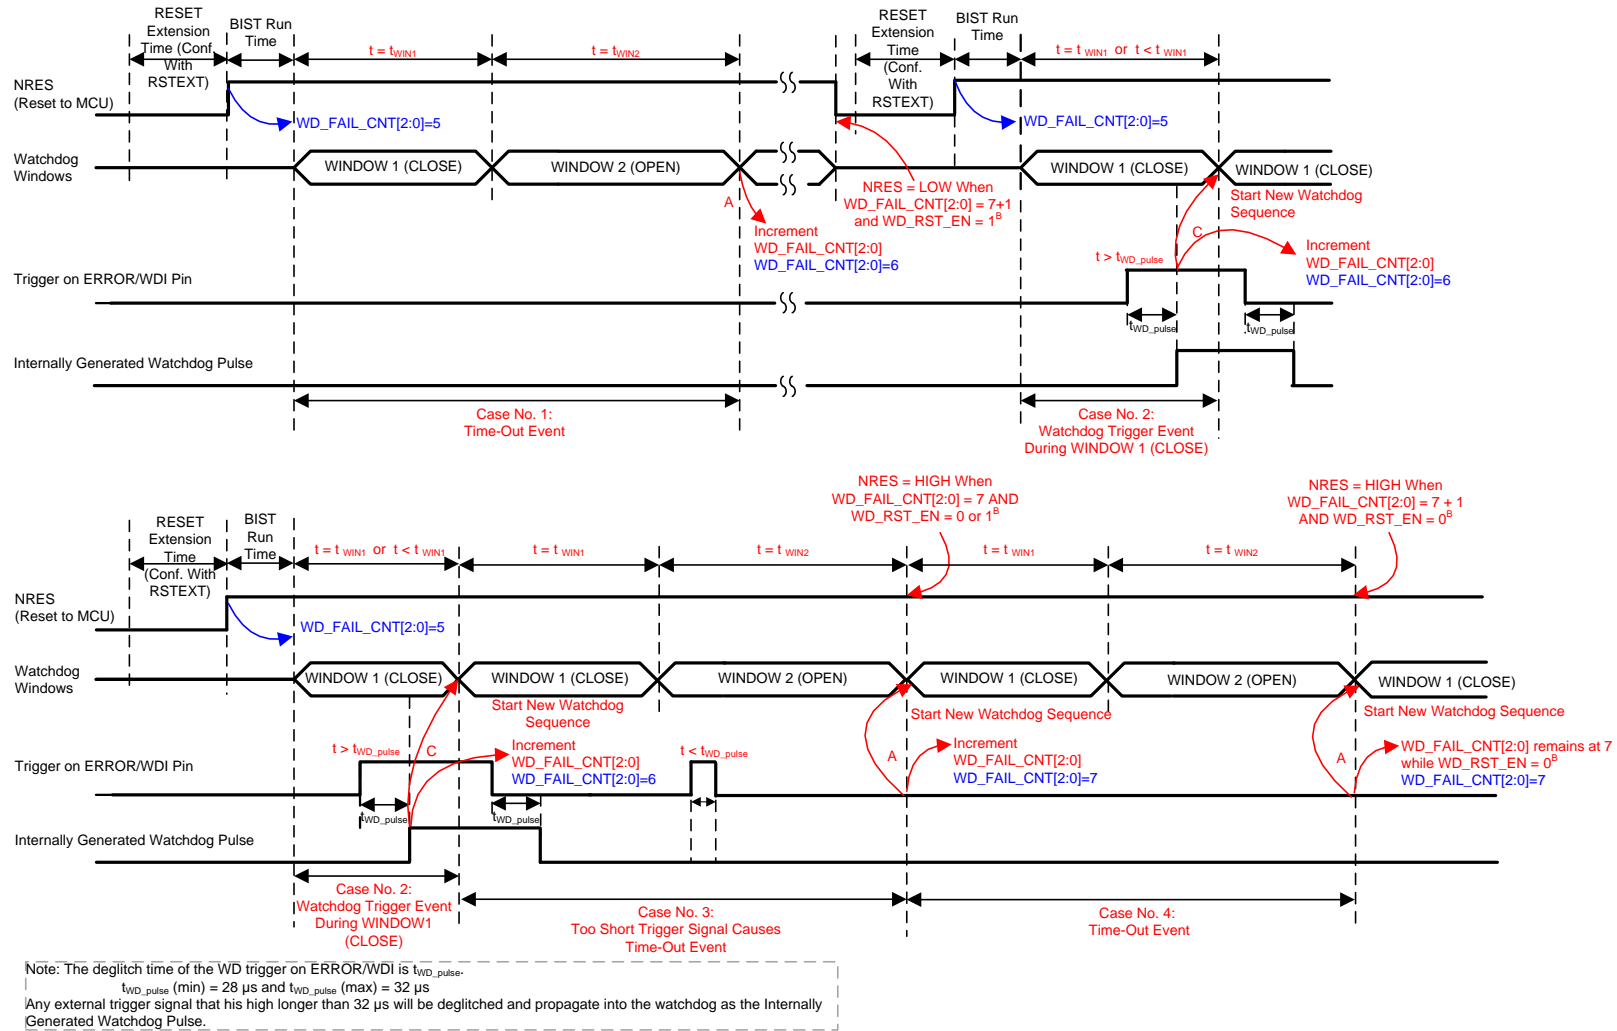 RESET
Extension
Time (Conf.
With
RSTEXT)
BIST Run
Time
t = tWIN1
t = tWIN2
RESET
Extension
Time
(Conf.
With
RSTEXT)
BIST Run
Time
t = t WIN1 or t < t WIN1
NRES
(Reset to MCU)
WD_FAIL_CNT[2:0]=5
WD_FAIL_CNT[2:0]=5
Watchdog
Windows
WINDOW 1 (CLOSE)
WINDOW 2 (OPEN)
WINDOW 1 (CLOSE)
WINDOW 1 (CLOSE)
NRES = LOW When
WD_FAIL_CNT[2:0] = 7+1
and WD_RST_EN = 1B
Start New Watchdog
Sequence
A
Increment
WD_FAIL_CNT[2:0]
WD_FAIL_CNT[2:0]=6
C
Increment
WD_FAIL_CNT[2:0]
WD_FAIL_CNT[2:0]=6
t > tWD_pulse
Trigger on ERROR/WDI Pin
tWD_pulse
tWD_pulse
Internally Generated Watchdog Pulse
Case No. 1:
Time-Out Event
Case No. 2:
Watchdog Trigger Event
During WINDOW 1 (CLOSE)
NRES = HIGH When
WD_FAIL_CNT[2:0] = 7 AND
WD_RST_EN = 0 or 1B
NRES = HIGH When
WD_FAIL_CNT[2:0] = 7 + 1
AND WD_RST_EN = 0B
RESET
Extension
Time
(Conf. With
RSTEXT)
BIST
Run
Time
t = t WIN1 or t < t WIN1
t = t WIN1
t = t WIN2
t = t WIN1
t = t WIN2
NRES
(Reset to MCU)
WD_FAIL_CNT[2:0]=5
Watchdog
Windows
WINDOW 1 (CLOSE)
WINDOW 1 (CLOSE)
WINDOW 2 (OPEN)
WINDOW 1 (CLOSE)
WINDOW 2 (OPEN)
WINDOW 1 (CLOSE)
Start New Watchdog
Sequence
Start New Watchdog Sequence
Start New Watchdog Sequence
t > tWD_pulse
C
Increment
WD_FAIL_CNT[2:0]
WD_FAIL_CNT[2:0]=6
t < tWD_pulse
A
Increment
WD_FAIL_CNT[2:0]
WD_FAIL_CNT[2:0]=7
A
WD_FAIL_CNT[2:0] remains at 7
while WD_RST_EN = 0B
WD_FAIL_CNT[2:0]=7
Trigger on ERROR/WDI Pin
tWD_pulse
tWD_pulse
Internally Generated Watchdog Pulse
Case No. 2:
Watchdog Trigger Event
During WINDOW1
(CLOSE)
Case No. 3:
Too Short Trigger Signal Causes
Time-Out Event
Case No. 4:
Time-Out Event
Note: The deglitch time of the WD trigger on ERROR/WDI is tWD_pulse.
tWD_pulse (min) = 28 µs and tWD_pulse (max) = 32 µs
Any external trigger signal that his high longer than 32 µs will be deglitched and propagate into the watchdog as the Internally
Generated Watchdog Pulse.